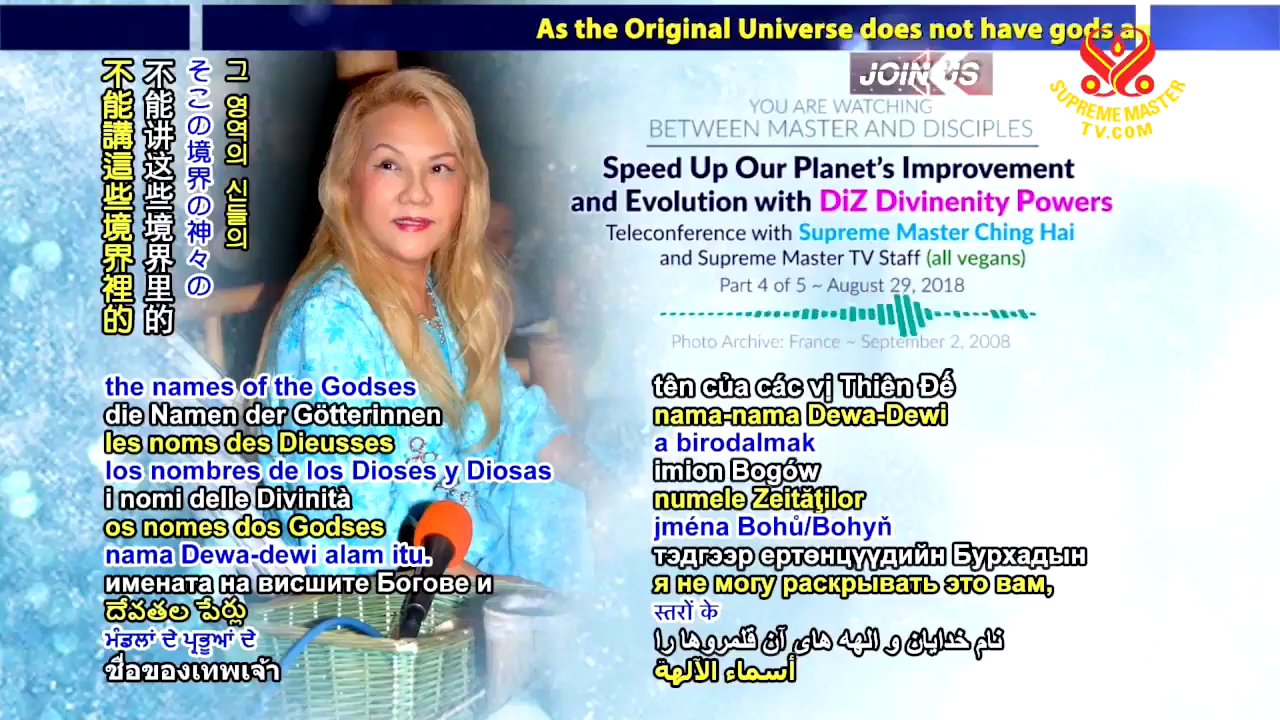 As the Original Universe does not have gods a
JOIN US
SUPREME MASTER
TV.COM
YOU ARE WATCHING
BETWEEN MASTER AND DISCIPLES
Speed Up Our Planet's Improvement
and Evolution with DiZ Divinenity Powers
Teleconference with Supreme Master Ching Hai
and Supreme Master TV Staff (all vegans)
Part 4 of 5 ~ August 29, 2018
Photo Archive: France ~ September 2, 2008
不能講這些境界裡的
不能讲这些境界里的
そこの境界の神々の
그 영역의 신들의
the names of the Godses
die Namen der Götterinnen
les noms des Dieusses
los nombres de los Dioses y Diosas
i nomi delle Divinità
os nomes dos Godses
nama Dewa-dewi alam itu.
имената на висшите Богове и
దేవతల పేర్లు
ਮੰਡਲਾਂ ਦੇ ਪ੍ਰਭੂਆਂ ਦੇ
ชื่อของเทพเจ้า
tên của các vị Thiên Đế
nama-nama Dewa-Dewi
a birodalmak
imion Bogów
numele Zeităţilor
jména Bohů/Bohyň
тэдгээр ертөнцүүдийн Бурхадын
я не могу раскрывать это вам,
स्तरों के
نام خدایان و الهه های آن قلمروها را
أسماء الآلهة